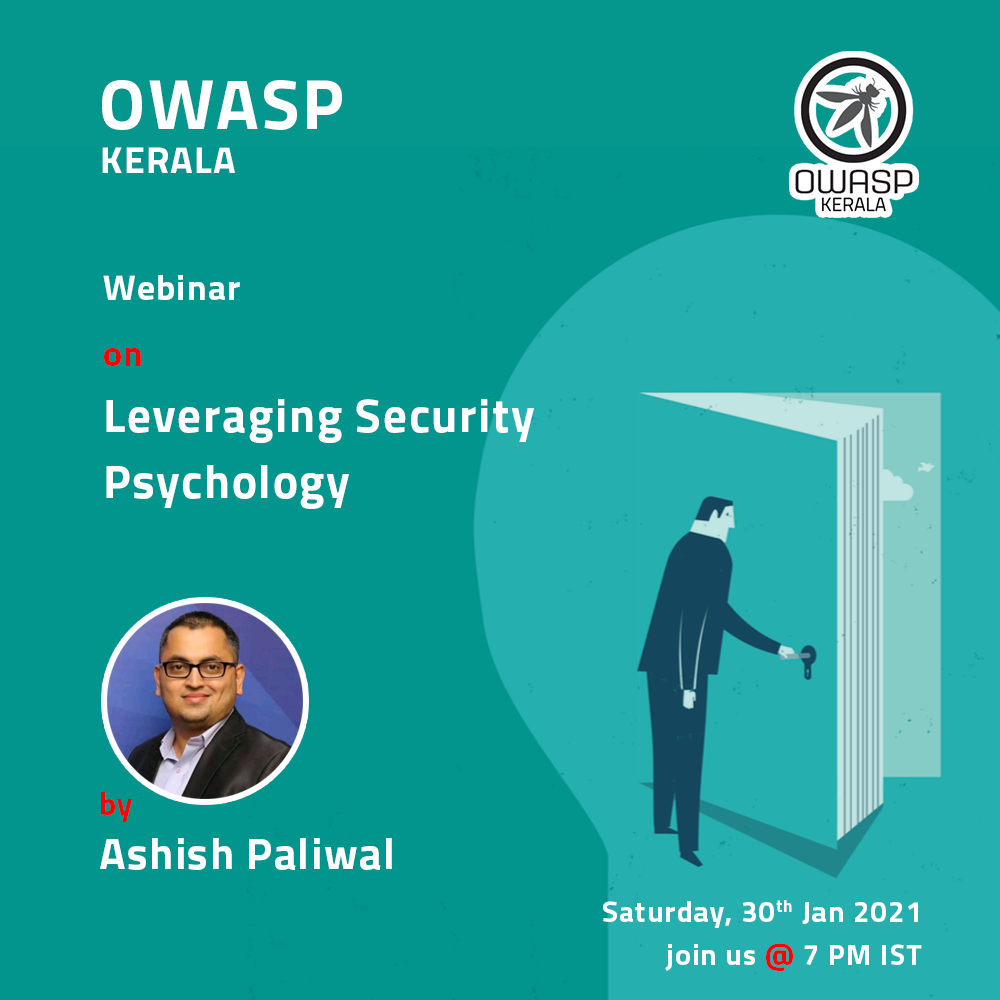 OWASP
KERALA
OWASP
KERALA
Webinar
on
Leveraging Security
Psychology
by
Ashish Paliwal
Saturday, 30th Jan 2021
join us @ 7 PM IST